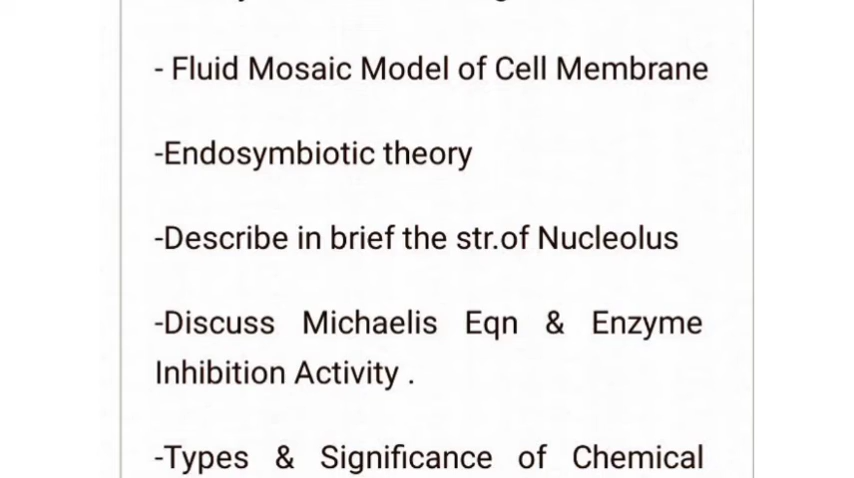 - Fluid Mosaic Model of Cell Membrane
-Endosymbiotic theory
-Describe in brief the str.of Nucleolus
-Discuss Michaelis Eqn & Enzyme
Inhibition Activity .
-Types & Significance of Chemical